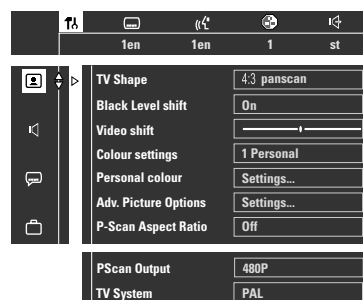 1en 1en 1 st
TV Shape 4:3 panscan
Black Level shift On
Video shift
Colour settings 1 Personal
Personal colour Settings...
Adv. Picture Options Settings...
P-Scan Aspect Ratio Off
PScan Output 480P
TV System PAL